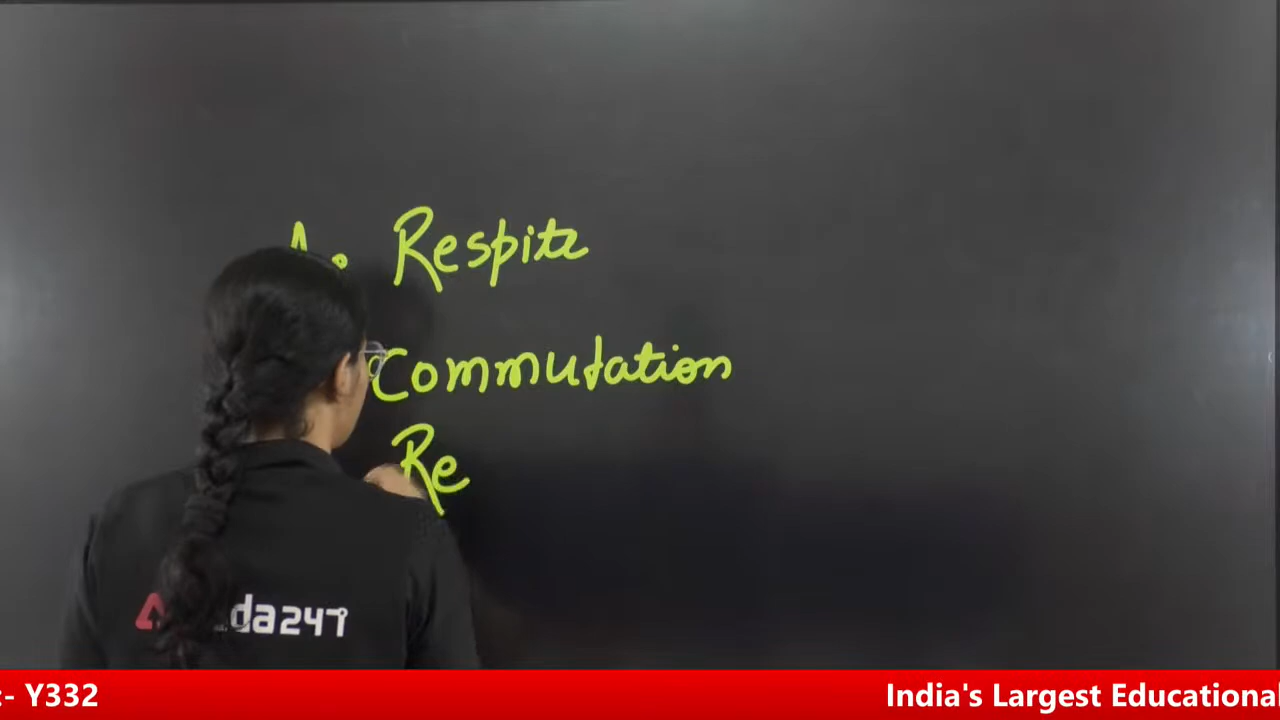 A. Respite
Commutation
Re
da247
:- Y332
India's Largest Educational